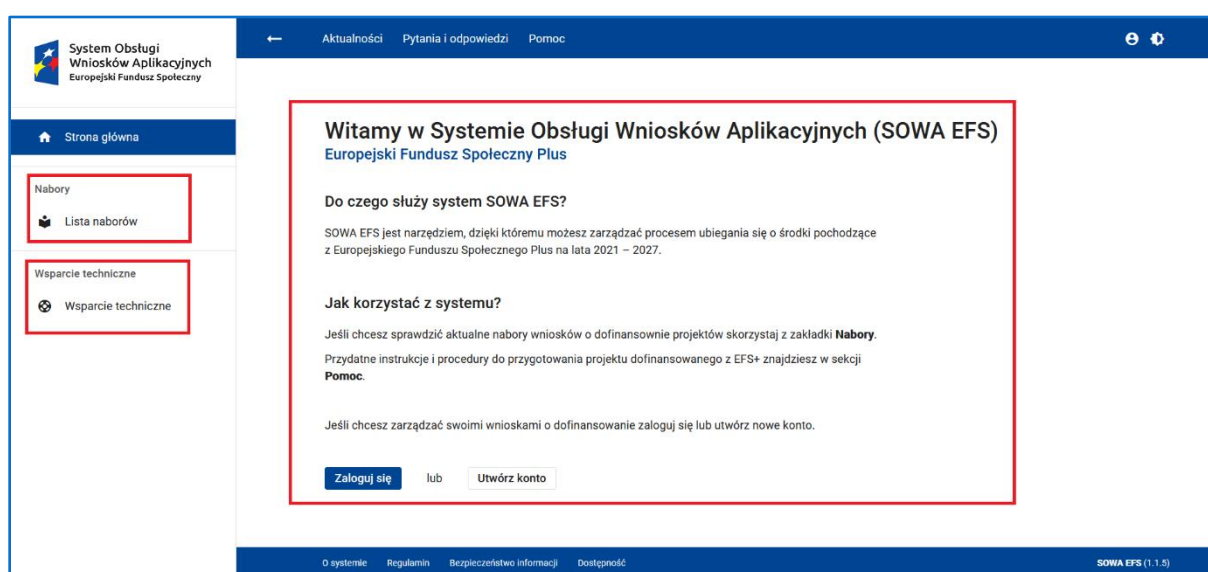 System Obsługi
Wniosków Aplikacyjnych
Europejski Fundusz Społeczny
Aktualności Pytania i odpowiedzi Pomoc
Strona główna
Nabory
Lista naborów
Wsparcie techniczne
Wsparcie techniczne
Witamy w Systemie Obsługi Wniosków Aplikacyjnych (SOWA EFS)
Europejski Fundusz Społeczny Plus
Do czego służy system SOWA EFS?
SOWA EFS jest narzędziem, dzięki któremu możesz zarządzać procesem ubiegania się o środki pochodzące
z Europejskiego Funduszu Społecznego Plus na lata 2021 – 2027.
Jak korzystać z systemu?
Jeśli chcesz sprawdzić aktualne nabory wniosków o dofinansownie projektów skorzystaj z zakładki Nabory.
Przydatne instrukcje i procedury do przygotowania projektu dofinansowanego z EFS+ znajdziesz w sekcji
Pomoc.
Jeśli chcesz zarządzać swoimi wnioskami o dofinansowanie zaloguj się lub utwórz nowe konto.
Zaloguj się lub Utwórz konto
O systemie Regulamin Bezpieczeństwo informacji Dostępność SOWA EFS (1.1.5)